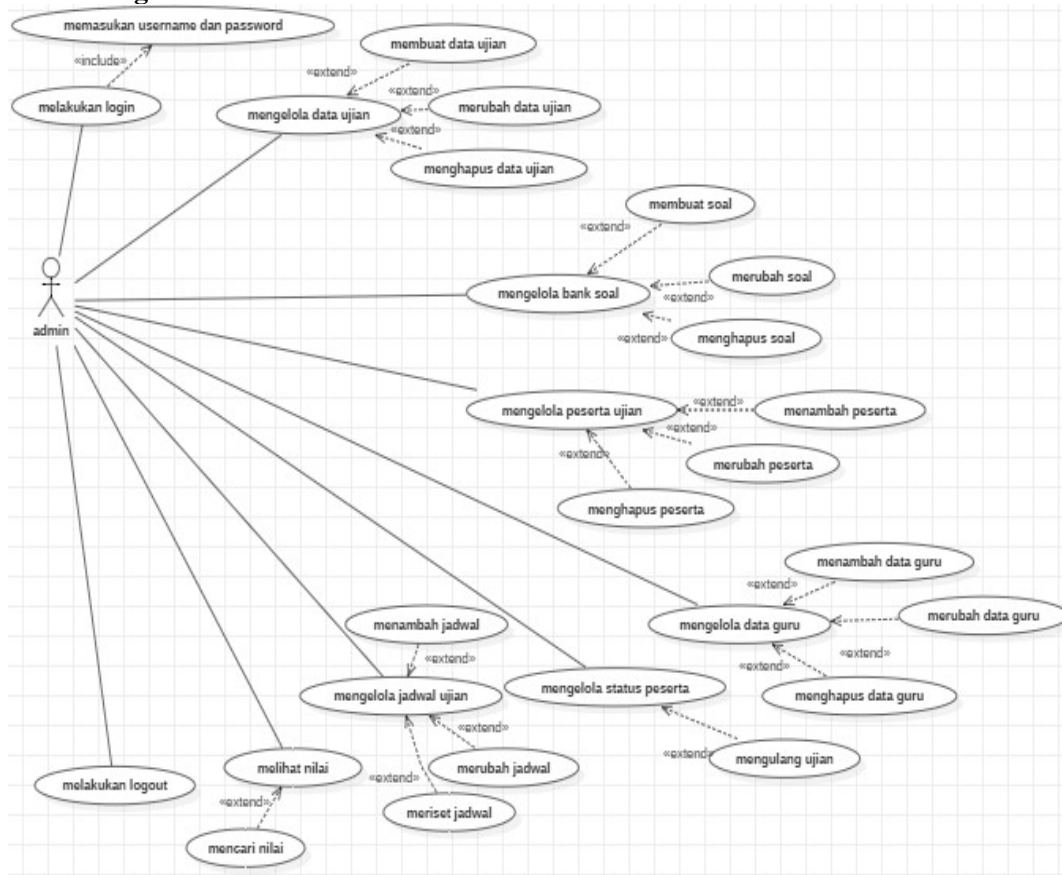 memasukan username dan password
«include»
melakukan login
membuat data ujian
«extend»
mengelola data ujian
«extend»
merubah data ujian
«extend»
menghapus data ujian
membuat soal
«extend»
mengelola bank soal
merubah soal
«extend»
menghapus soal
«extend»
admin
mengelola peserta ujian
«extend»
menambah peserta
«extend»
merubah peserta
«extend»
menghapus peserta
menambah data guru
«extend»
mengelola data guru
merubah data guru
«extend»
«extend»
menghapus data guru
menambah jadwal
«extend»
mengelola jadwal ujian
«extend»
merubah jadwal
«extend»
meriset jadwal
mengelola status peserta
«extend»
mengulang ujian
melihat nilai
«extend»
mencari nilai
melakukan logout